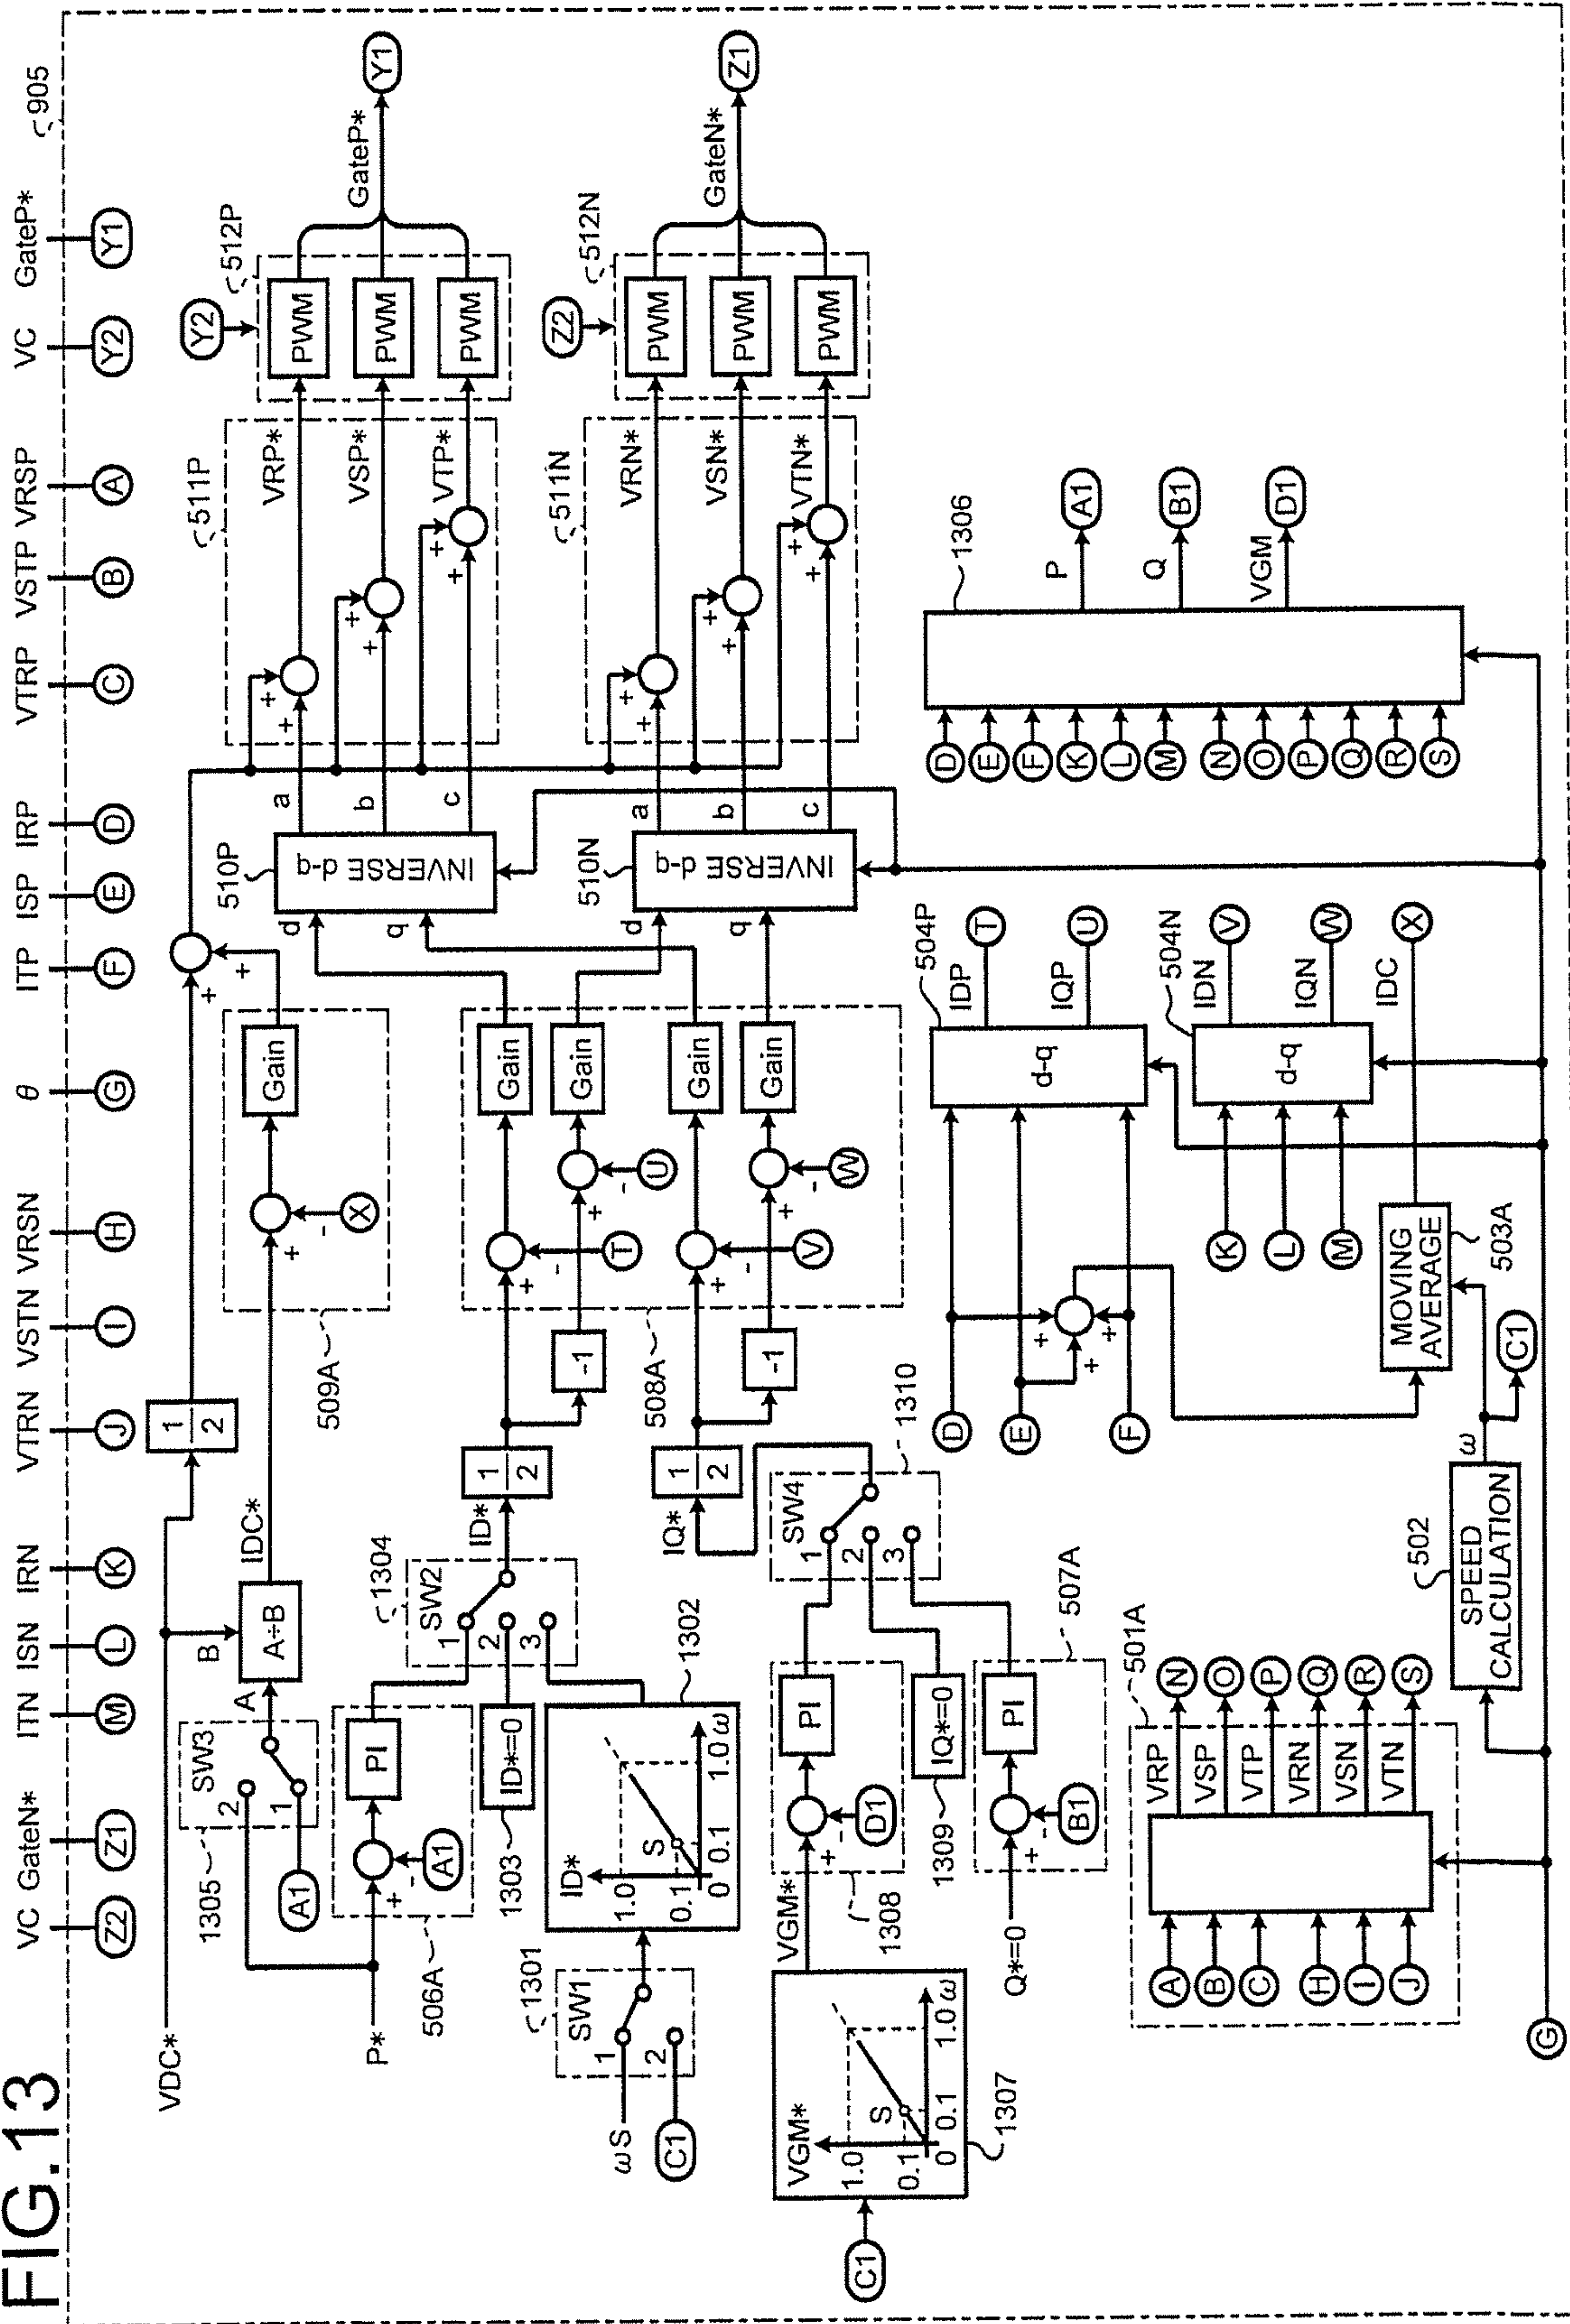 FIG.13
905
VC GateN* ITN ISN IRN VTRN VSTN VRSN θ ITP ISP IRP VTRP VSTP VRSP VC GateP*
Z2 Z1 M L K J I H G F E D C B A Y2 Y1
VDC*
1
2
+
+
B
A÷B
A
IDC*
1305
SW3
2
1
A1
509A
+
-
X
Gain
P*
506A
+
-
A1
PI
1303
ID*=0
1304
SW2
1
2
3
ID*
1
2
-1
1301
SW1
1
2
ωS
C1
1302
ID*
1.0
0.1
0
S
0.1
1.0 ω
508A
+
-
T
Gain
+
-
U
Gain
+
-
V
Gain
+
-
W
Gain
IQ*
1
2
-1
C1
1307
VGM*
1.0
0.1
0
S
0.1
1.0 ω
VGM*
1308
+
-
D1
PI
1309
IQ*=0
Q*=0
507A
+
-
B1
PI
1310
SW4
1
2
3
510P
d
q
INVERSE d-q
a
b
c
510N
d
q
INVERSE d-q
a
b
c
511P
+
+
VRP*
+
+
VSP*
+
+
VTP*
511N
+
+
VRN*
+
+
VSN*
+
+
VTN*
Y2
512P
PWM
PWM
PWM
GateP*
Y1
Z2
512N
PWM
PWM
PWM
GateN*
Z1
501A
A
B
C
H
I
J
VRP N
VSP O
VTP P
VRN Q
VSN R
VTN S
G
502
SPEED
CALCULATION
ω
C1
D
E
F
+
+
+
503A
MOVING
AVERAGE
504P
d-q
IDP T
IQP U
K
L
M
504N
d-q
IDN V
IQN W
IDC X
1306
D
E
F
K
L
M
N
O
P
Q
R
S
P A1
Q B1
VGM D1